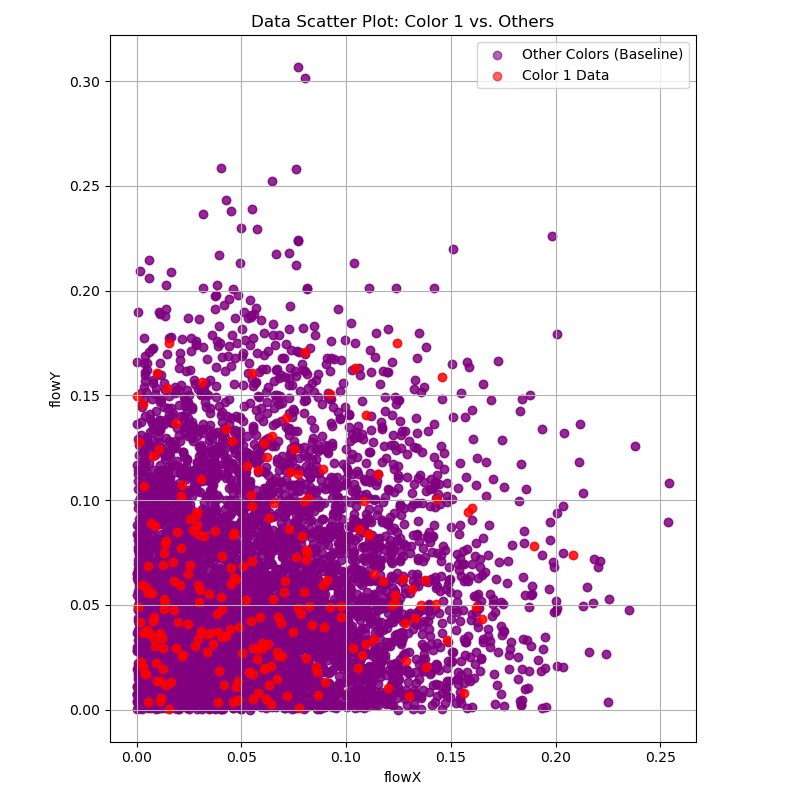 Data Scatter Plot: Color 1 vs. Others
Other Colors (Baseline)
Color 1 Data
0.30
0.25
0.20
0.15
0.10
0.05
0.00
flowY
0.00 0.05 0.10 0.15 0.20 0.25
flowX